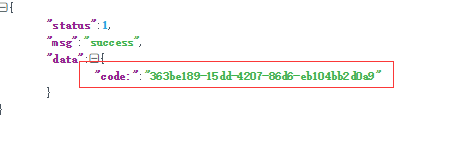 {
"status":1,
"msg":"success",
"data":{
"code:":"363be189-15dd-4207-86d6-eb104bb2d0a9"
}
}